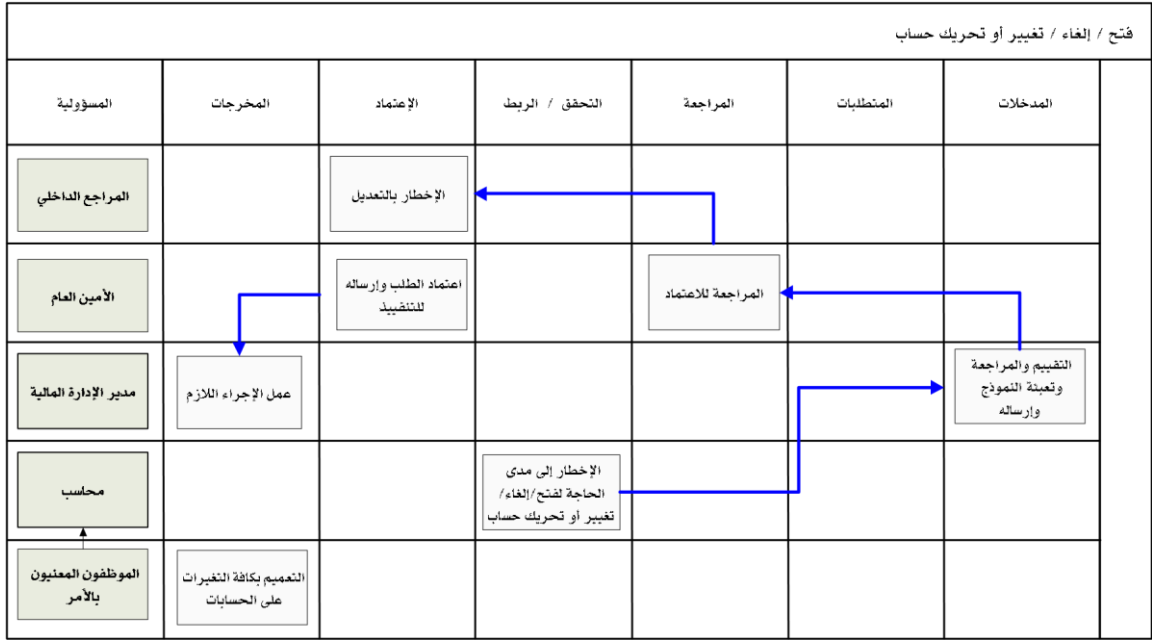 فتح / إلغاء / تغيير أو تحريك حساب
المدخلات
المتطلبات
المراجعة
التحقق / الربط
الإعتماد
المخرجات
المسؤولية
الإخطار بالتعديل
المراجع الداخلي
المراجعة للاعتماد
اعتماد الطلب وإرساله
للتنفييذ
الأمين العام
التقييم والمراجعة
وتعبئة النموذج
وإرساله
عمل الإجراء اللازم
مدير الإدارة المالية
الإخطار إلى مدى
الحاجة لفتح/إلغاء/
تغيير أو تحريك حساب
محاسب
التعميم بكافة التغيرات
على الحسابات
الموظفون المعنيون
بالأمر